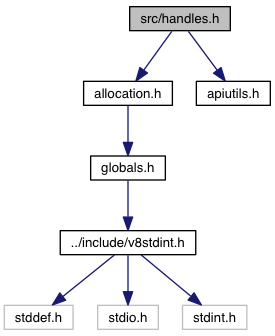 src/handles.h
allocation.h
apiutils.h
globals.h
../include/v8stdint.h
stddef.h
stdio.h
stdint.h